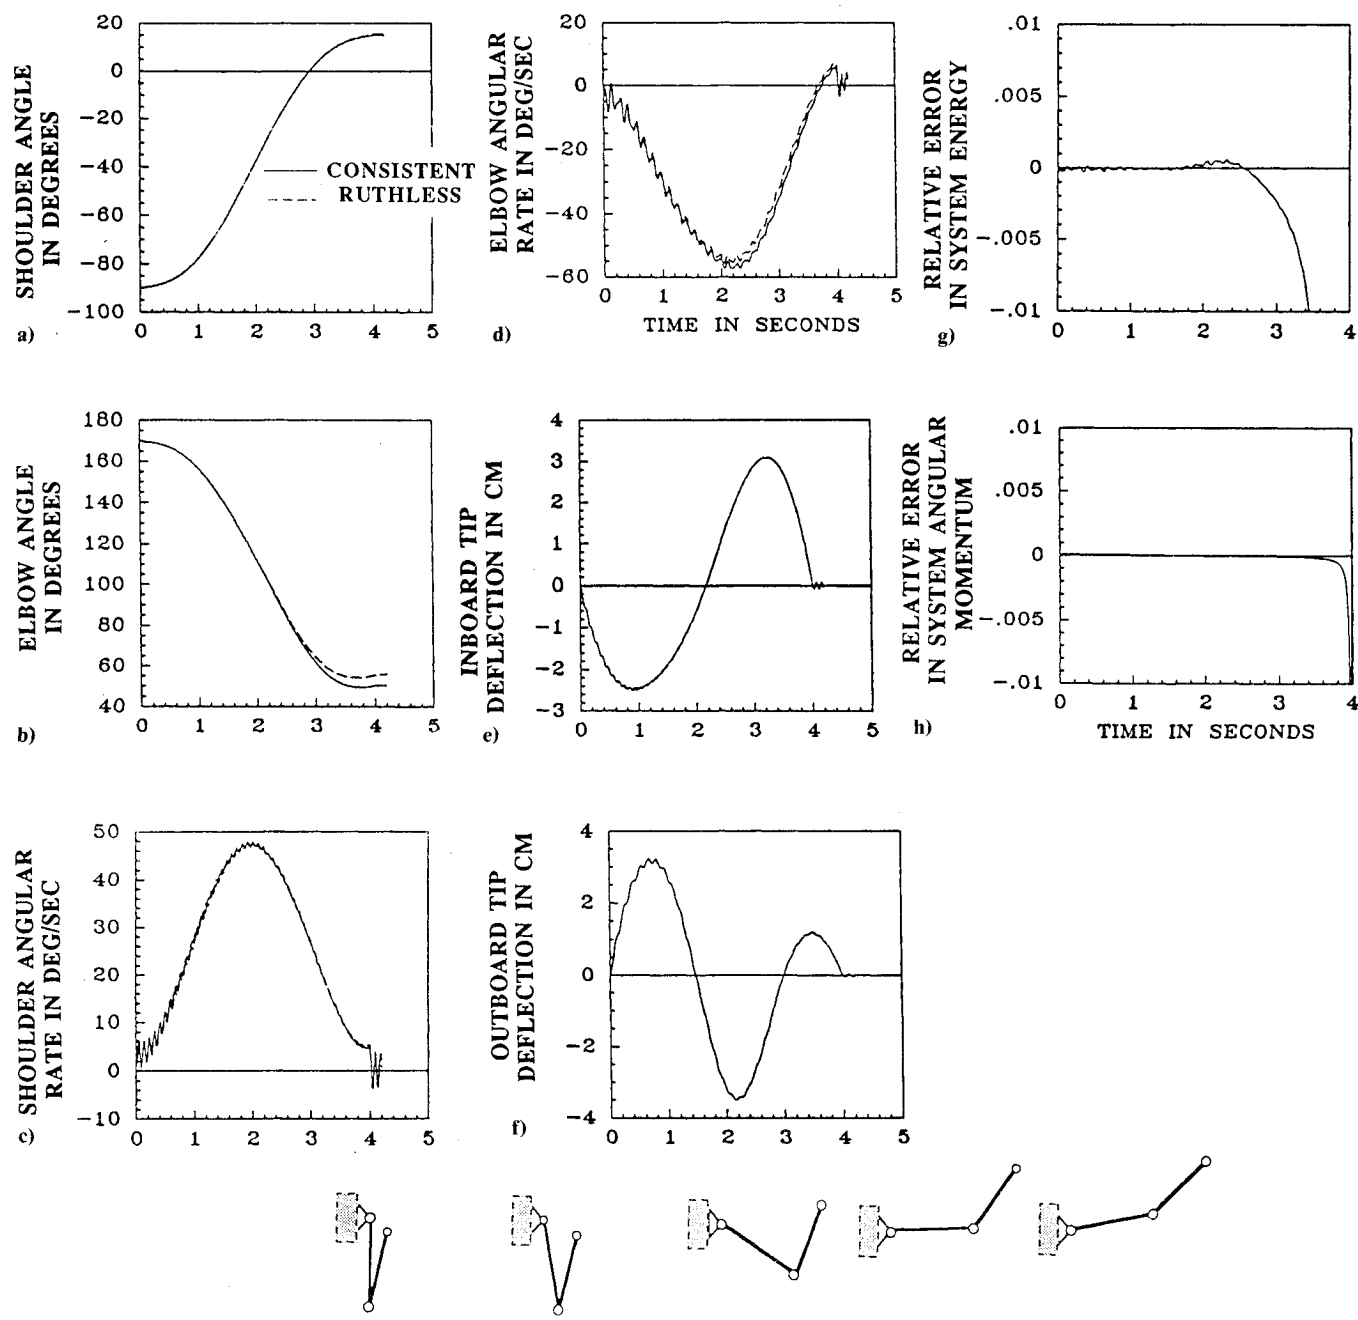 SHOULDER ANGLE
IN DEGREES
20
0
-20
-40
-60
-80
-100
CONSISTENT
RUTHLESS
a)
0 1 2 3 4 5
ELBOW ANGULAR
RATE IN DEG/SEC
20
0
-20
-40
-60
0 1 2 3 4 5
d)
TIME IN SECONDS
RELATIVE ERROR
IN SYSTEM ENERGY
.01
.005
0
-.005
-.01
g)
0 1 2 3 4
ELBOW ANGLE
IN DEGREES
180
160
140
120
100
80
60
40
b)
0 1 2 3 4 5
INBOARD TIP
DEFLECTION IN CM
4
3
2
1
0
-1
-2
-3
e)
0 1 2 3 4 5
RELATIVE ERROR
IN SYSTEM ANGULAR
MOMENTUM
.01
.005
0
-.005
-.01
0 1 2 3 4
h)
TIME IN SECONDS
SHOULDER ANGULAR
RATE IN DEG/SEC
50
40
30
20
10
0
-10
c)
0 1 2 3 4 5
OUTBOARD TIP
DEFLECTION IN CM
4
2
0
-2
-4
f)
0 1 2 3 4 5